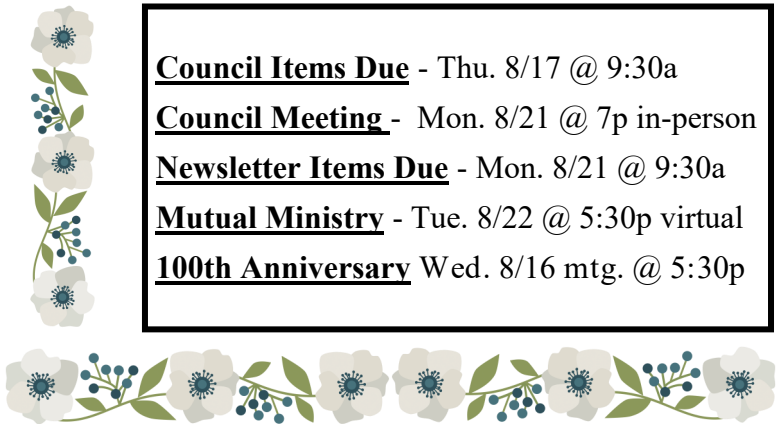 Council Items Due - Thu. 8/17 @ 9:30a
Council Meeting - Mon. 8/21 @ 7p in-person
Newsletter Items Due - Mon. 8/21 @ 9:30a
Mutual Ministry - Tue. 8/22 @ 5:30p virtual
100th Anniversary Wed. 8/16 mtg. @ 5:30p